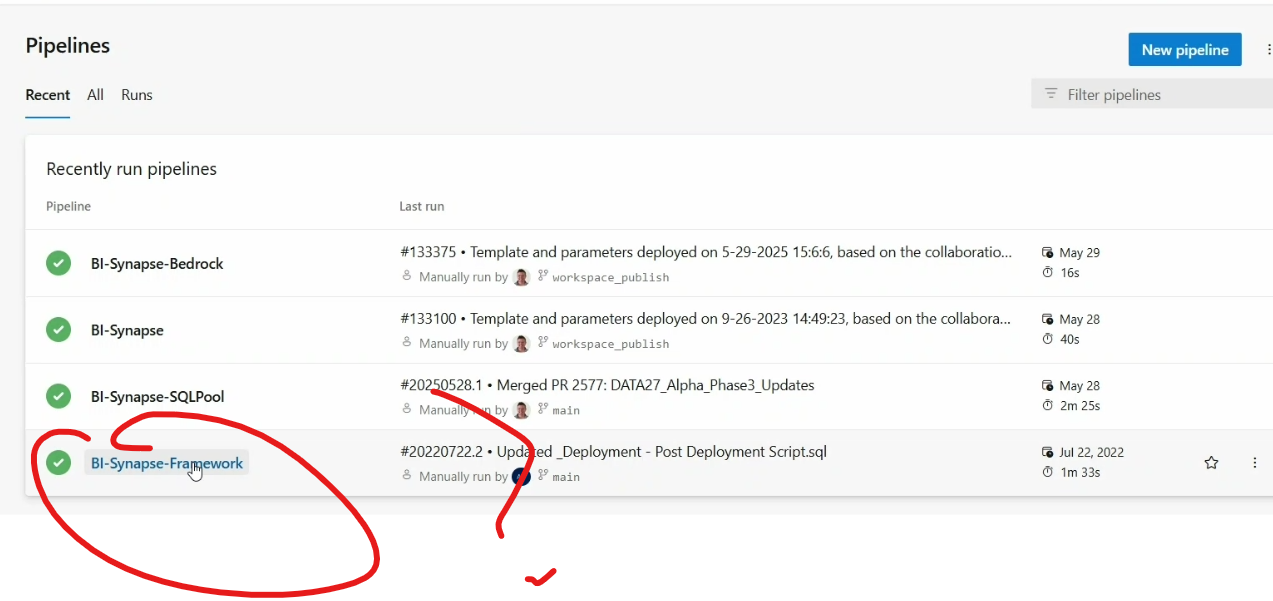 Pipelines
New pipeline
Recent All Runs
Filter pipelines
Recently run pipelines
Pipeline Last run
BI-Synapse-Bedrock
#133375 • Template and parameters deployed on 5-29-2025 15:6:6, based on the collaboratio...
Manually run by workspace_publish
May 29
16s
BI-Synapse
#133100 • Template and parameters deployed on 9-26-2023 14:49:23, based on the collabora...
Manually run by workspace_publish
May 28
40s
BI-Synapse-SQLPool
#20250528.1 • Merged PR 2577: DATA27_Alpha_Phase3_Updates
Manually run by main
May 28
2m 25s
BI-Synapse-Framework
#20220722.2 • Updated _Deployment - Post Deployment Script.sql
Manually run by main
Jul 22, 2022
1m 33s